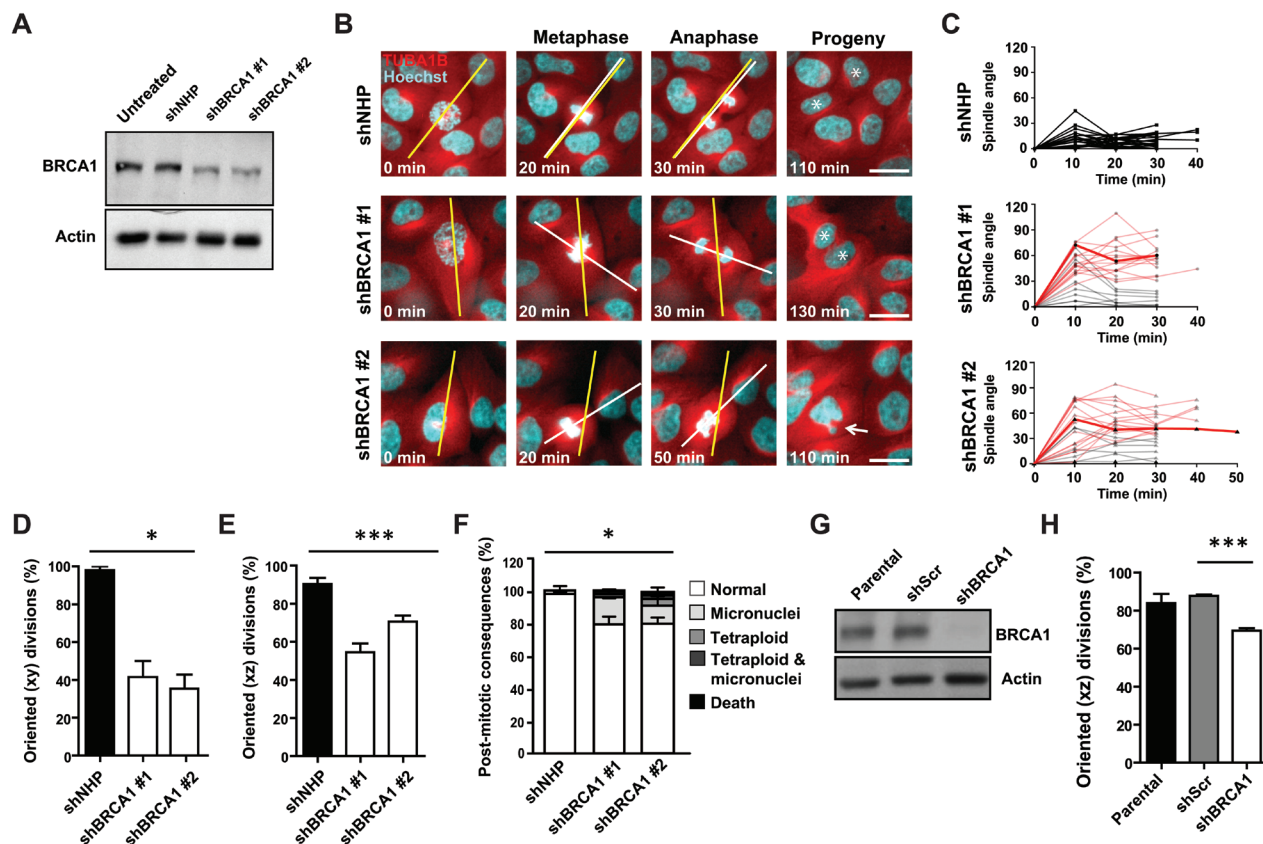 A
Untreated
shNHP
shBRCA1 #1
shBRCA1 #2
BRCA1
Actin
B
Metaphase
Anaphase
Progeny
shNHP
TUBA1B
Hoechst
*
*
0 min
20 min
30 min
110 min
shBRCA1 #1
*
*
0 min
20 min
30 min
130 min
shBRCA1 #2
0 min
20 min
50 min
110 min
C
shNHP
Spindle angle
120
90
60
30
0
0
10
20
30
40
Time (min)
shBRCA1 #1
Spindle angle
120
90
60
30
0
0
10
20
30
40
Time (min)
shBRCA1 #2
Spindle angle
120
90
60
30
0
0
10
20
30
40
50
Time (min)
D
*
Oriented (xy) divisions (%)
100
80
60
40
20
0
shNHP
shBRCA1 #1
shBRCA1 #2
E
***
Oriented (xz) divisions (%)
100
80
60
40
20
0
shNHP
shBRCA1 #1
shBRCA1 #2
F
*
Post-mitotic consequences (%)
120
100
80
60
40
20
0
shNHP
shBRCA1 #1
shBRCA1 #2
Normal
Micronuclei
Tetraploid
Tetraploid &
micronuclei
Death
G
Parental
shScr
shBRCA1
BRCA1
Actin
H
***
Oriented (xz) divisions (%)
100
80
60
40
20
0
Parental
shScr
shBRCA1